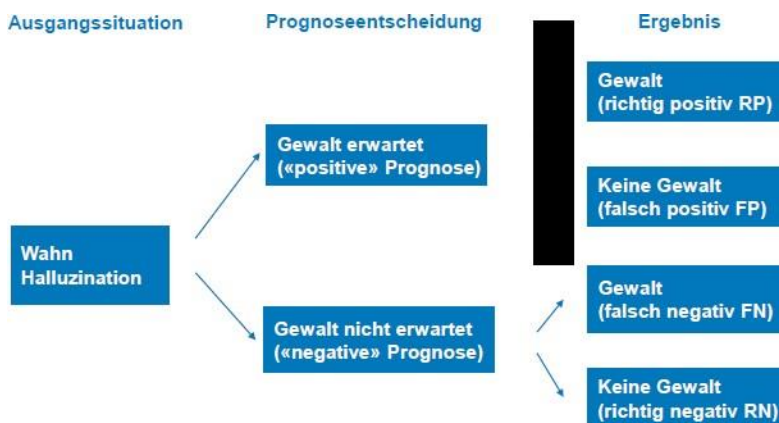 Ausgangssituation
Prognoseentscheidung
Ergebnis
Gewalt
(richtig positiv RP)
Gewalt erwartet
(«positive» Prognose)
Keine Gewalt
(falsch positiv FP)
Wahn
Halluzination
Gewalt
(falsch negativ FN)
Gewalt nicht erwartet
(«negative» Prognose)
Keine Gewalt
(richtig negativ RN)